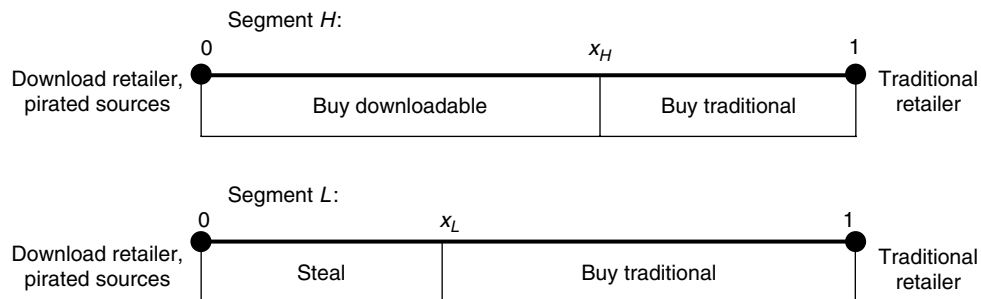 Segment H:
0
x_H
1
Download retailer,
pirated sources
Traditional
retailer
Buy downloadable
Buy traditional
Segment L:
0
x_L
1
Download retailer,
pirated sources
Traditional
retailer
Steal
Buy traditional